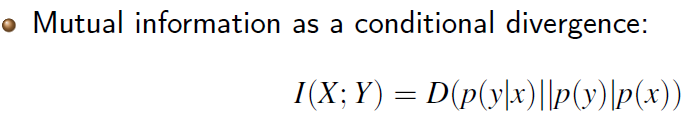 Mutual information as a conditional divergence:
I(X; Y) = D(p(y|x)||p(y)|p(x))